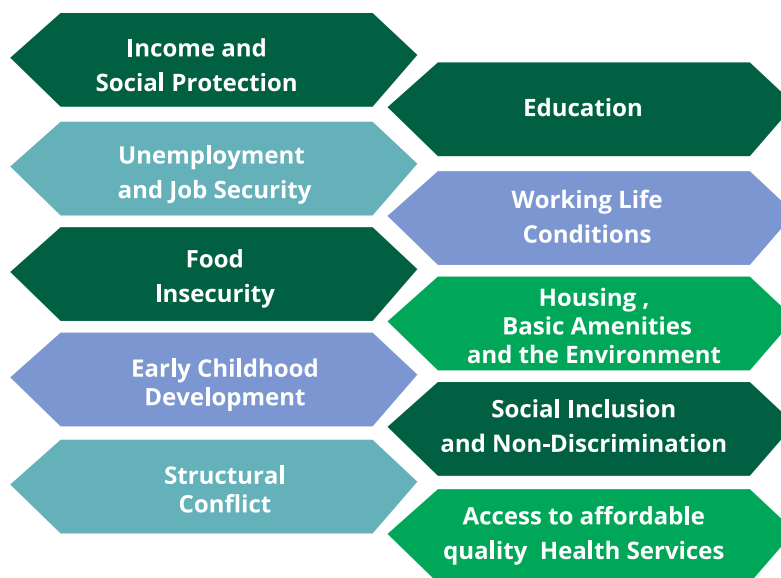 Income and
Social Protection
Education
Unemployment
and Job Security
Working Life
Conditions
Food
Insecurity
Housing ,
Basic Amenities
and the Environment
Early Childhood
Development
Social Inclusion
and Non-Discrimination
Structural
Conflict
Access to affordable
quality  Health Services